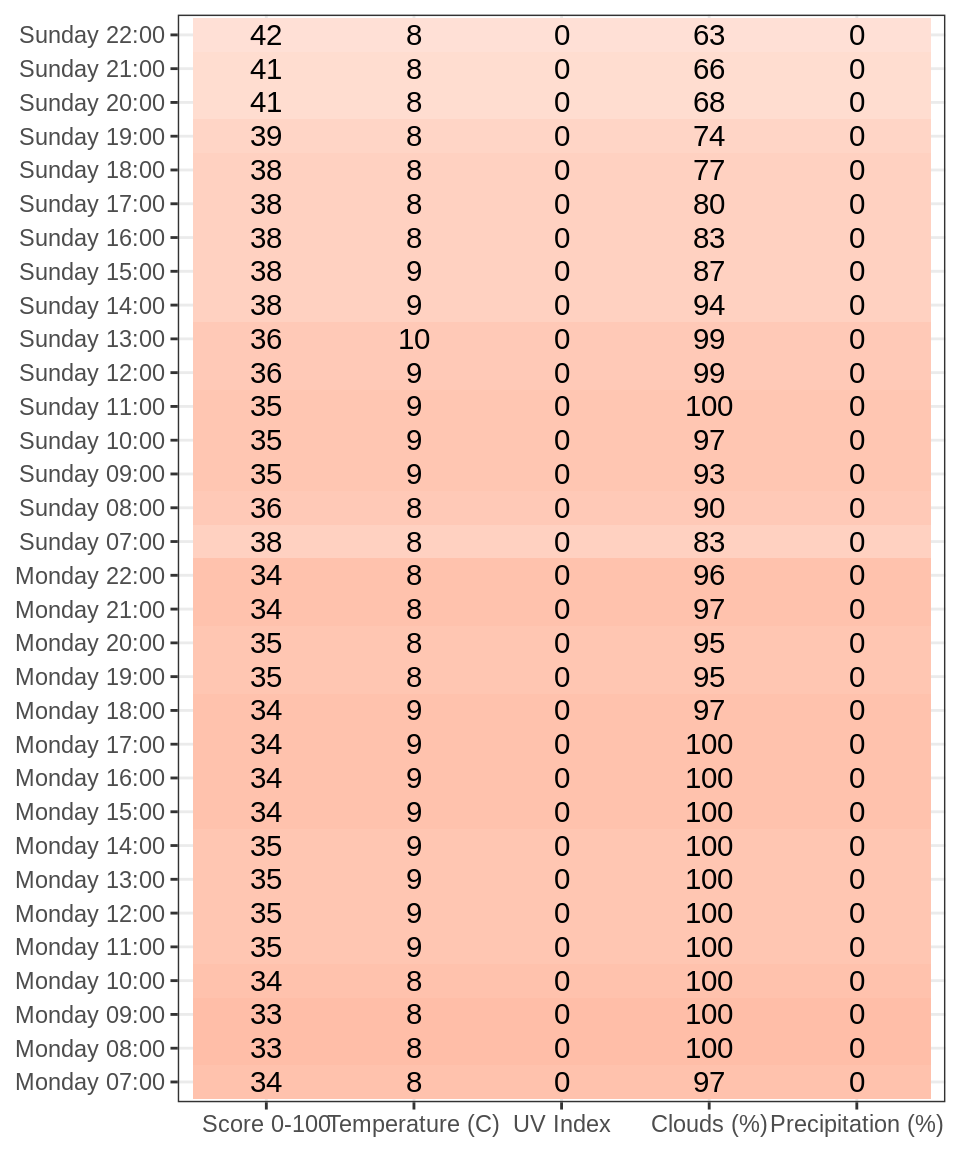 Sunday 22:00 42 8 0 63 0
Sunday 21:00 41 8 0 66 0
Sunday 20:00 41 8 0 68 0
Sunday 19:00 39 8 0 74 0
Sunday 18:00 38 8 0 77 0
Sunday 17:00 38 8 0 80 0
Sunday 16:00 38 8 0 83 0
Sunday 15:00 38 9 0 87 0
Sunday 14:00 38 9 0 94 0
Sunday 13:00 36 10 0 99 0
Sunday 12:00 36 9 0 99 0
Sunday 11:00 35 9 0 100 0
Sunday 10:00 35 9 0 97 0
Sunday 09:00 35 9 0 93 0
Sunday 08:00 36 8 0 90 0
Sunday 07:00 38 8 0 83 0
Monday 22:00 34 8 0 96 0
Monday 21:00 34 8 0 97 0
Monday 20:00 35 8 0 95 0
Monday 19:00 35 8 0 95 0
Monday 18:00 34 9 0 97 0
Monday 17:00 34 9 0 100 0
Monday 16:00 34 9 0 100 0
Monday 15:00 34 9 0 100 0
Monday 14:00 35 9 0 100 0
Monday 13:00 35 9 0 100 0
Monday 12:00 35 9 0 100 0
Monday 11:00 35 9 0 100 0
Monday 10:00 34 8 0 100 0
Monday 09:00 33 8 0 100 0
Monday 08:00 33 8 0 100 0
Monday 07:00 34 8 0 97 0
Score 0-100 Temperature (C) UV Index Clouds (%) Precipitation (%)